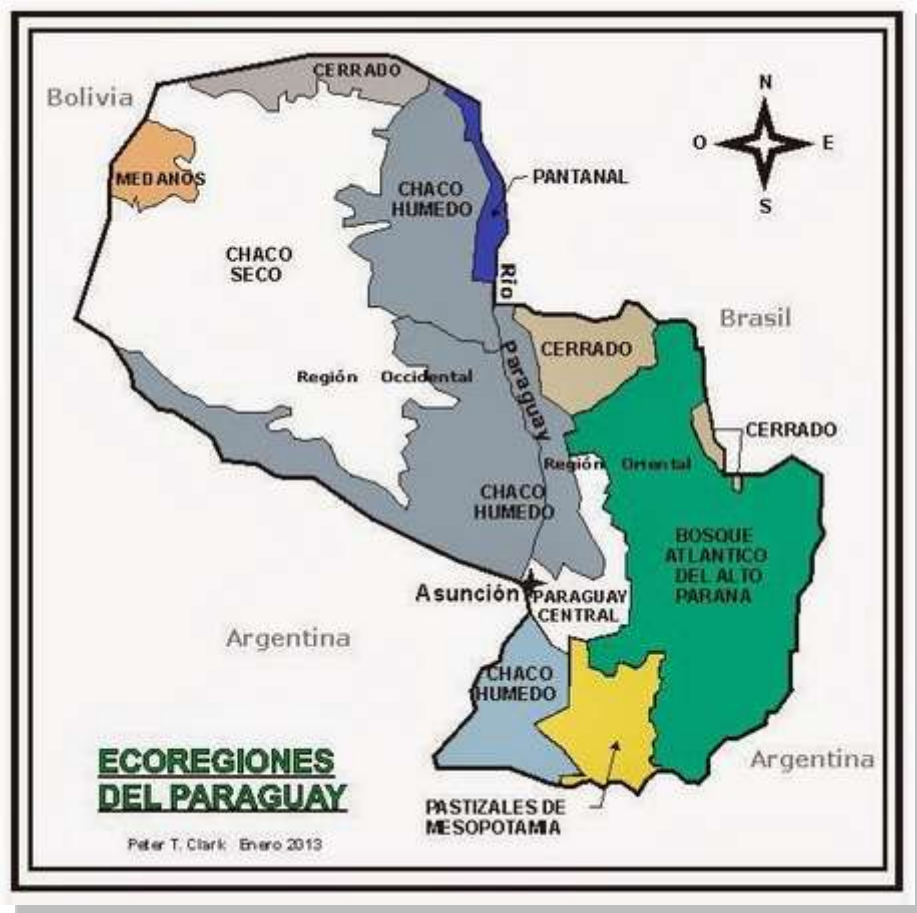 CERRADO
Bolivia
N
O
E
S
MEDANOS
PANTANAL
CHACO
HUMEDO
CHACO
SECO
Río
Paraguay
Brasil
CERRADO
Región Occidental
CERRADO
Región Oriental
CHACO
HUMEDO
BOSQUE
ATLANTICO
DEL ALTO
PARANA
Asunción
PARAGUAY
CENTRAL
Argentina
CHACO
HUMEDO
ECOREGIONES
DEL PARAGUAY
Argentina
PASTIZALES DE
MESOPOTAMIA
Peter T. Clark Enero 2013